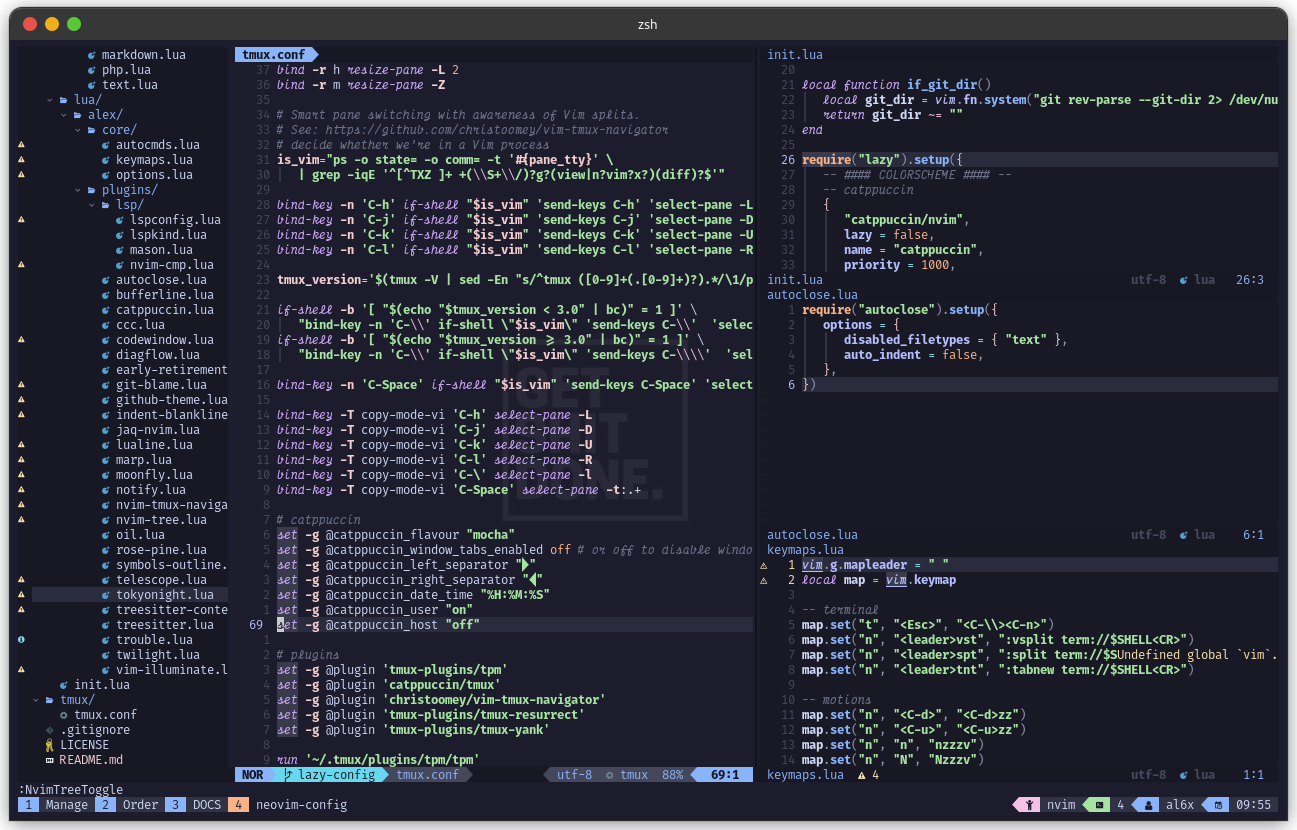 zsh
markdown.lua
php.lua
text.lua
lua/
alex/
core/
autocmds.lua
keymaps.lua
options.lua
plugins/
lsp/
lspconfig.lua
lspkind.lua
mason.lua
nvim-cmp.lua
autoclose.lua
bufferline.lua
catppuccin.lua
ccc.lua
codewindow.lua
diagflow.lua
early-retirement
git-blame.lua
github-theme.lua
indent-blankline
jaq-nvim.lua
lualine.lua
marp.lua
moonfly.lua
notify.lua
nvim-tmux-naviga
nvim-tree.lua
oil.lua
rose-pine.lua
symbols-outline.
telescope.lua
tokyonight.lua
treesitter-conte
treesitter.lua
trouble.lua
twilight.lua
vim-illuminate.l
init.lua
tmux/
tmux.conf
.gitignore
LICENSE
README.md
tmux.conf
37 bind -r h resize-pane -L 2
36 bind -r m resize-pane -Z
35
34 # Smart pane switching with awareness of Vim splits.
33 # See: https://github.com/christoomey/vim-tmux-navigator
32 # decide whether we're in a Vim process
31 is_vim="ps -o state= -o comm= -t '#{pane_tty}' \
30 | grep -iqE '^[^TXZ ]+ +(\\S+\\/)?g?(view|n?vim?x?)(diff)?$'"
29
28 bind-key -n 'C-h' if-shell "$is_vim" 'send-keys C-h' 'select-pane -L
27 bind-key -n 'C-j' if-shell "$is_vim" 'send-keys C-j' 'select-pane -D
26 bind-key -n 'C-k' if-shell "$is_vim" 'send-keys C-k' 'select-pane -U
25 bind-key -n 'C-l' if-shell "$is_vim" 'send-keys C-l' 'select-pane -R
24
23 tmux_version='$(tmux -V | sed -En "s/^tmux ([0-9]+(.[0-9]+)?).*/\1/p
22
21 if-shell -b '[ "$(echo "$tmux_version < 3.0" | bc)" = 1 ]' \
20 "bind-key -n 'C-\\' if-shell \"$is_vim\" 'send-keys C-\\'  'selec
19 if-shell -b '[ "$(echo "$tmux_version ≥ 3.0" | bc)" = 1 ]' \
18 "bind-key -n 'C-\\' if-shell \"$is_vim\" 'send-keys C-\\\\'  'sel
17
16 bind-key -n 'C-Space' if-shell "$is_vim" 'send-keys C-Space' 'select
15
14 bind-key -T copy-mode-vi 'C-h' select-pane -L
13 bind-key -T copy-mode-vi 'C-j' select-pane -D
12 bind-key -T copy-mode-vi 'C-k' select-pane -U
11 bind-key -T copy-mode-vi 'C-l' select-pane -R
10 bind-key -T copy-mode-vi 'C-\' select-pane -l
9 bind-key -T copy-mode-vi 'C-Space' select-pane -t:.+
8
7 # catppuccin
6 set -g @catppuccin_flavour "mocha"
5 set -g @catppuccin_window_tabs_enabled off # or off to disable windo
4 set -g @catppuccin_left_separator ""
3 set -g @catppuccin_right_separator ""
2 set -g @catppuccin_date_time "%H:%M:%S"
1 set -g @catppuccin_user "on"
69 set -g @catppuccin_host "off"
1
2 # plugins
3 set -g @plugin 'tmux-plugins/tpm'
4 set -g @plugin 'catppuccin/tmux'
5 set -g @plugin 'christoomey/vim-tmux-navigator'
6 set -g @plugin 'tmux-plugins/tmux-resurrect'
7 set -g @plugin 'tmux-plugins/tmux-yank'
8
9 run '~/.tmux/plugins/tpm/tpm'
GET
IT
DONE.
NOR lazy-config tmux.conf utf-8 tmux 88% 69:1
init.lua
20
21 local function if_git_dir()
22 local git_dir = vim.fn.system("git rev-parse --git-dir 2> /dev/nu
23 return git_dir ~= ""
24 end
25
26 require("lazy").setup({
27 -- #### COLORSCHEME #### --
28 -- catppuccin
29 {
30 "catppuccin/nvim",
31 lazy = false,
32 name = "catppuccin",
33 priority = 1000,
init.lua utf-8 lua 26:3
autoclose.lua
1 require("autoclose").setup({
2 options = {
3 disabled_filetypes = { "text" },
4 auto_indent = false,
5 },
6 })
autoclose.lua utf-8 lua 6:1
keymaps.lua
1 vim.g.mapleader = " "
2 local map = vim.keymap
3
4 -- terminal
5 map.set("t", "<Esc>", "<C-\\><C-n>")
6 map.set("n", "<leader>vst", ":vsplit term://$SHELL<CR>")
7 map.set("n", "<leader>spt", ":split term://$SUndefined global `vim`.
8 map.set("n", "<leader>tnt", ":tabnew term://$SHELL<CR>")
9
10 -- motions
11 map.set("n", "<C-d>", "<C-d>zz")
12 map.set("n", "<C-u>", "<C-u>zz")
13 map.set("n", "n", "nzzzv")
14 map.set("n", "N", "Nzzzv")
keymaps.lua 4 utf-8 lua 1:1
:NvimTreeToggle
1 Manage 2 Order 3 DOCS 4 neovim-config nvim 4 al6x 09:55